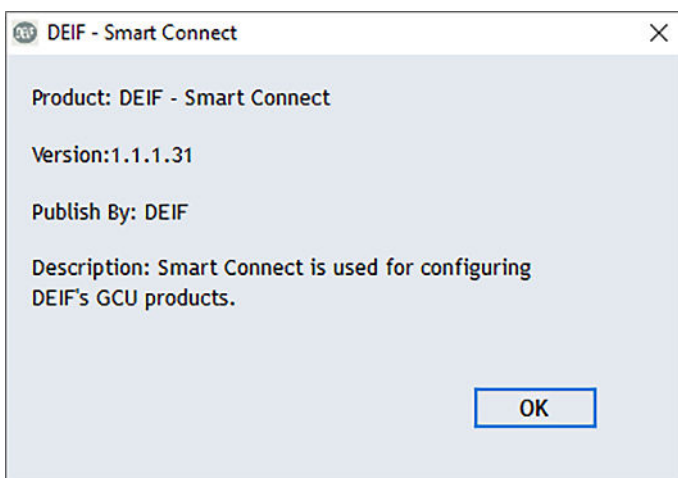 DEIF - Smart Connect
Product: DEIF - Smart Connect
Version:1.1.1.31
Publish By: DEIF
Description: Smart Connect is used for configuring
DEIF's GCU products.
OK